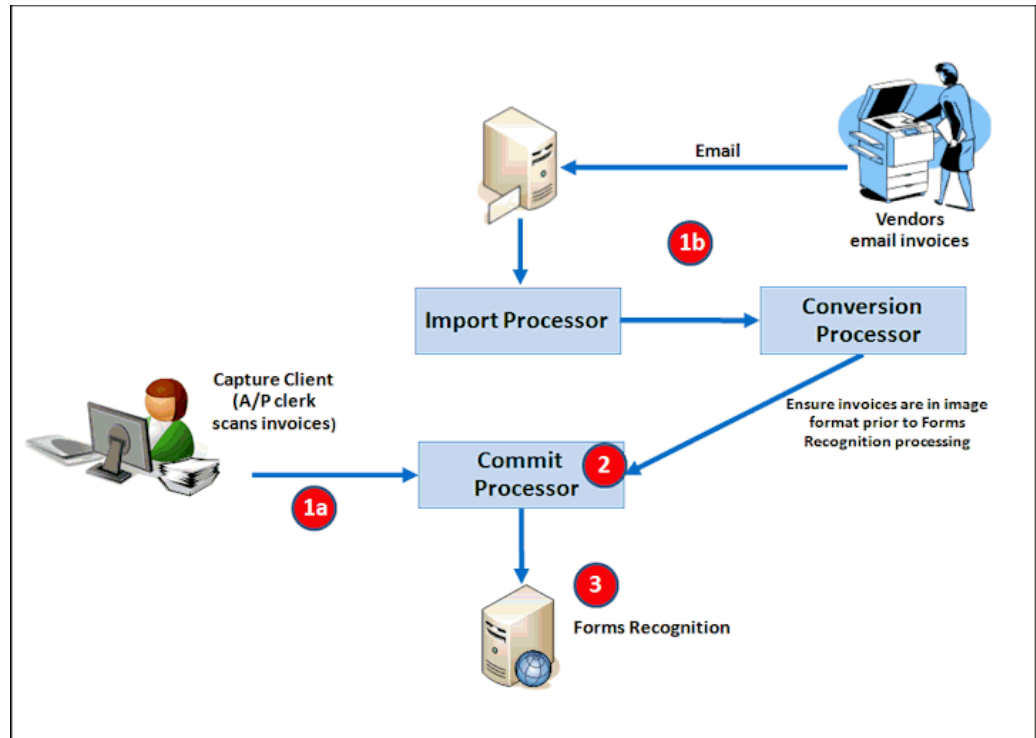 Email
Vendors
email invoices
1b
Import Processor
Conversion
Processor
Capture Client
(A/P clerk
scans invoices)
Ensure invoices are in image
format prior to Forms
Recognition processing
Commit
Processor
2
1a
3
Forms Recognition